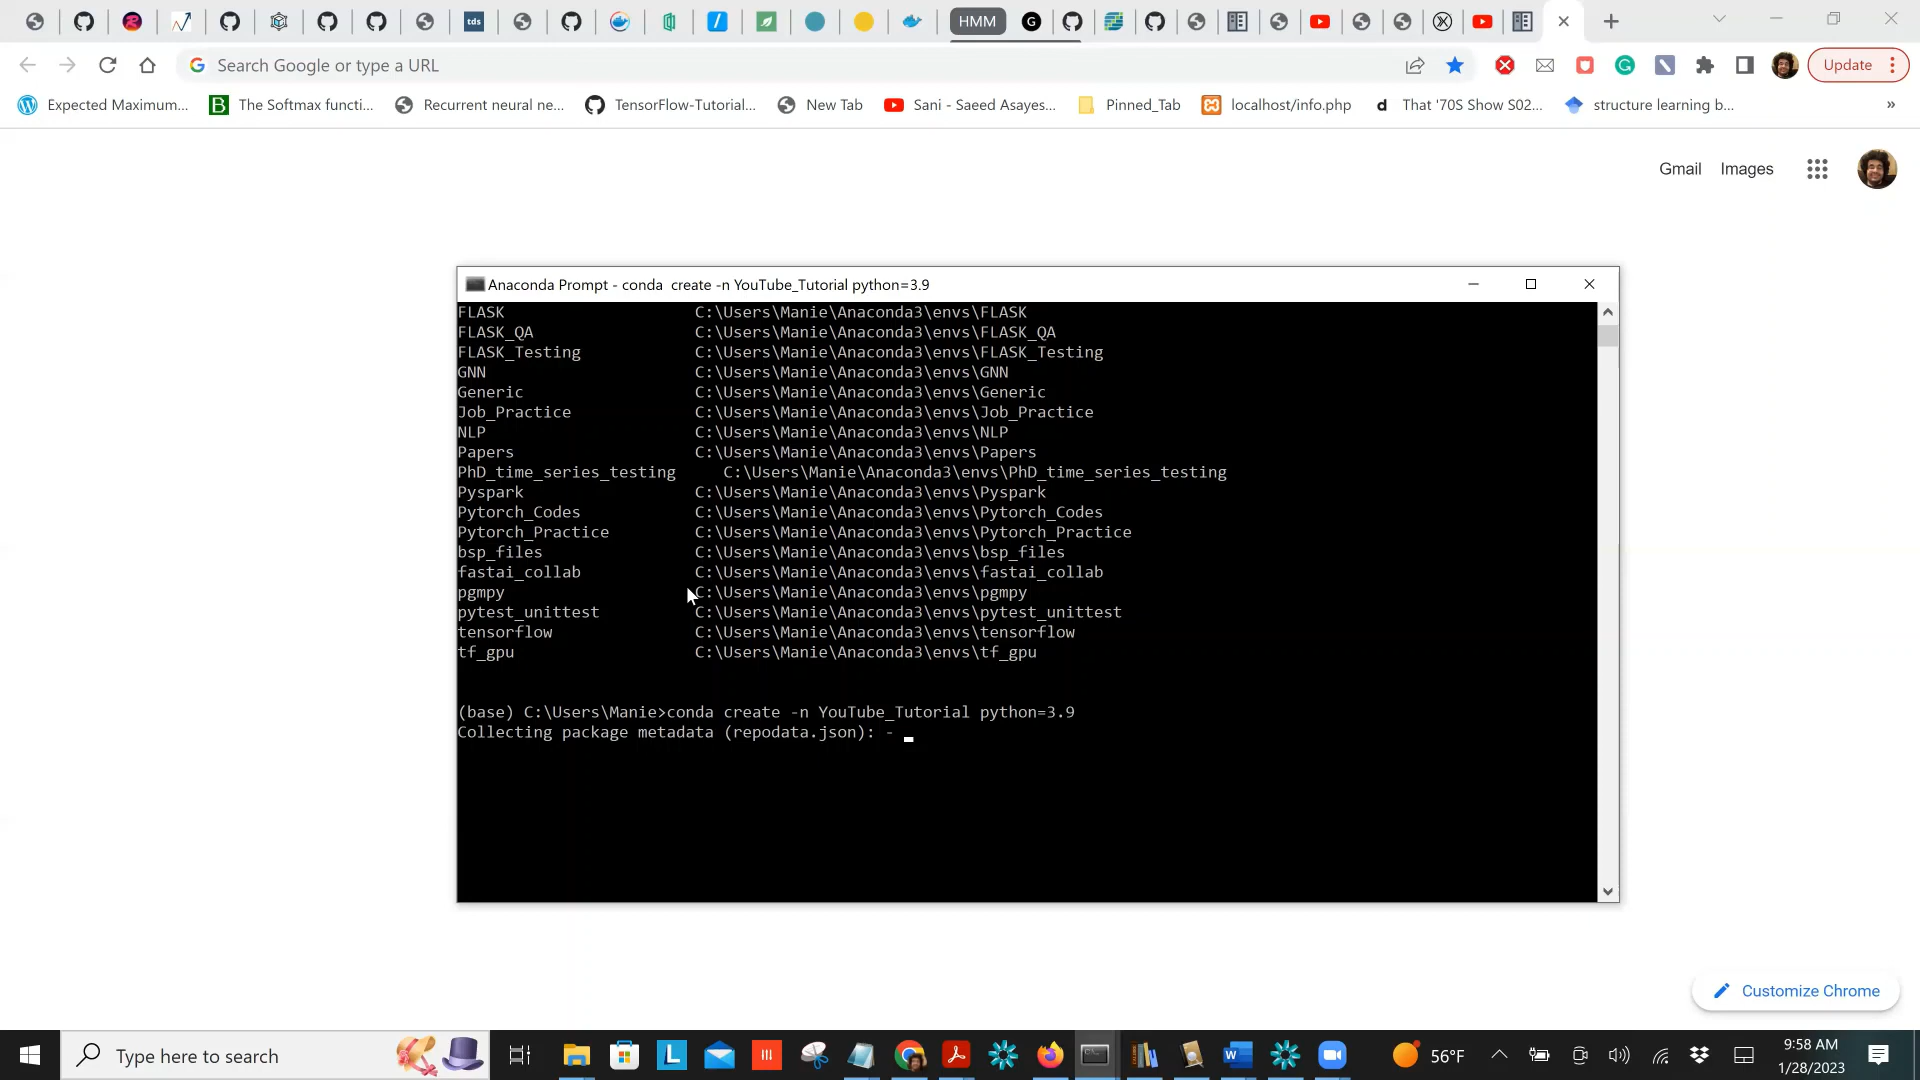 tds
HMM
G
Search Google or type a URL
Update
Expected Maximum...
The Softmax functi...
Recurrent neural ne...
TensorFlow-Tutorial...
New Tab
Sani - Saeed Asayes...
Pinned_Tab
localhost/info.php
That '70S Show S02...
structure learning b...
»
Gmail
Images
Anaconda Prompt - conda  create -n YouTube_Tutorial python=3.9
FLASK C:\Users\Manie\Anaconda3\envs\FLASK
FLASK_QA C:\Users\Manie\Anaconda3\envs\FLASK_QA
FLASK_Testing C:\Users\Manie\Anaconda3\envs\FLASK_Testing
GNN C:\Users\Manie\Anaconda3\envs\GNN
Generic C:\Users\Manie\Anaconda3\envs\Generic
Job_Practice C:\Users\Manie\Anaconda3\envs\Job_Practice
NLP C:\Users\Manie\Anaconda3\envs\NLP
Papers C:\Users\Manie\Anaconda3\envs\Papers
PhD_time_series_testing C:\Users\Manie\Anaconda3\envs\PhD_time_series_testing
Pyspark C:\Users\Manie\Anaconda3\envs\Pyspark
Pytorch_Codes C:\Users\Manie\Anaconda3\envs\Pytorch_Codes
Pytorch_Practice C:\Users\Manie\Anaconda3\envs\Pytorch_Practice
bsp_files C:\Users\Manie\Anaconda3\envs\bsp_files
fastai_collab C:\Users\Manie\Anaconda3\envs\fastai_collab
pgmpy C:\Users\Manie\Anaconda3\envs\pgmpy
pytest_unittest C:\Users\Manie\Anaconda3\envs\pytest_unittest
tensorflow C:\Users\Manie\Anaconda3\envs\tensorflow
tf_gpu C:\Users\Manie\Anaconda3\envs\tf_gpu
(base) C:\Users\Manie>conda create -n YouTube_Tutorial python=3.9
Collecting package metadata (repodata.json): - 
Customize Chrome
Type here to search
56°F
9:58 AM
1/28/2023